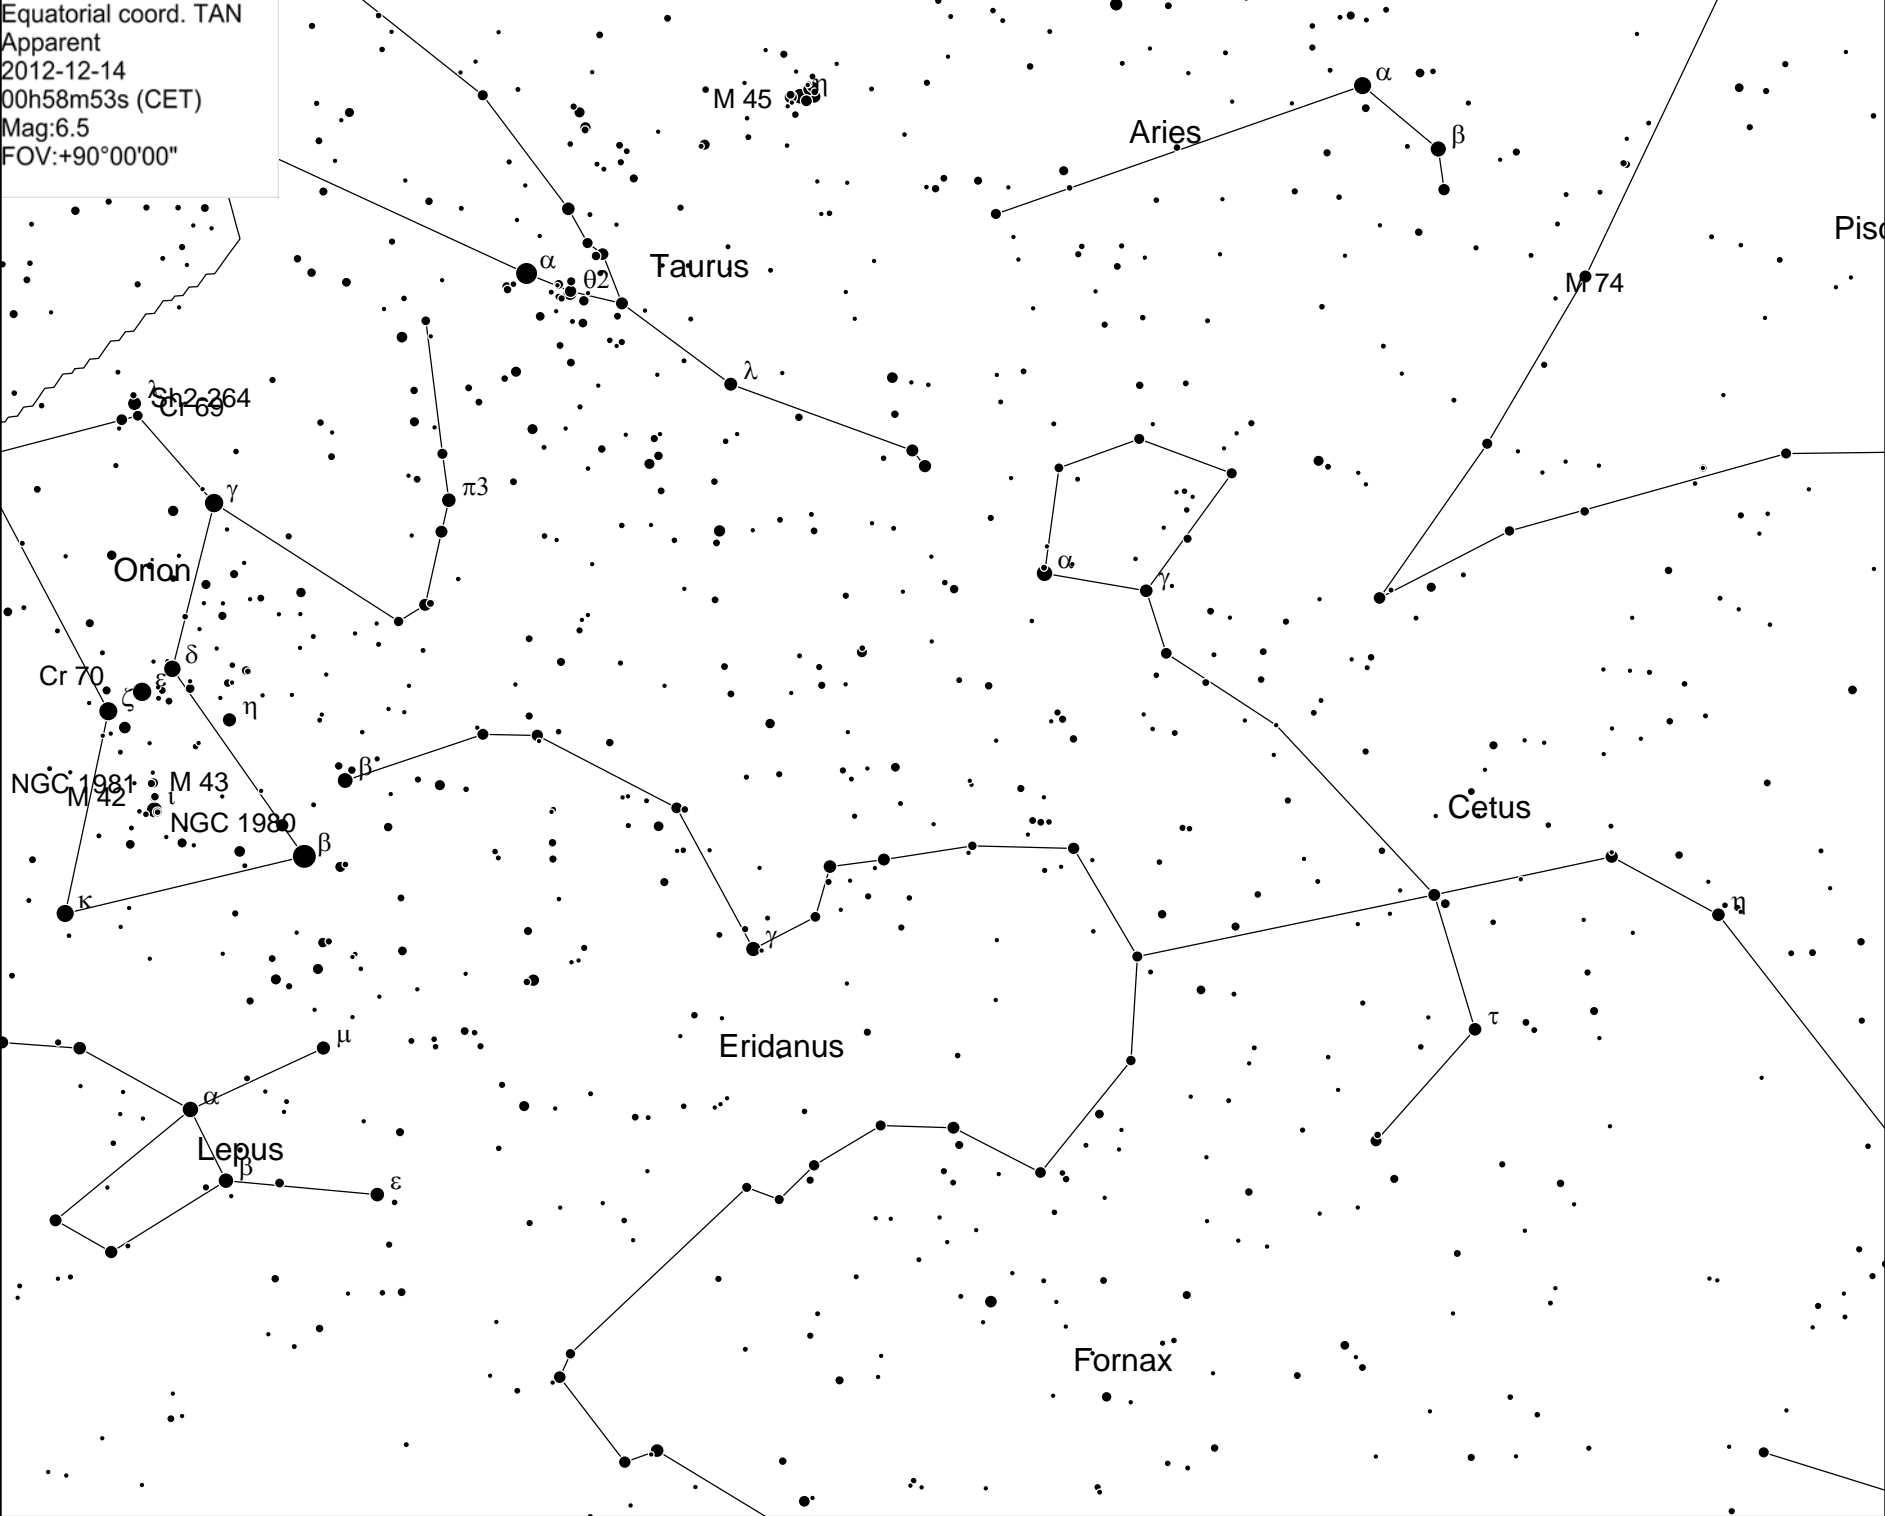 Equatorial coord. TAN
Apparent
2012-12-14
00h58m53s (CET)
Mag:6.5
FOV:+90°00'00"
M 45
η
α
Aries
β
Pisc
α
Taurus
θ2
M 74
λ
λ
Sh2-264
Cr 69
γ
π3
Orion
α
γ
δ
Cr 70
ε
ζ
η
β
NGC 1981
M 43
M 42
ι
NGC 1980
Cetus
β
κ
η
γ
τ
μ
Eridanus
α
Lepus
β
ε
Fornax